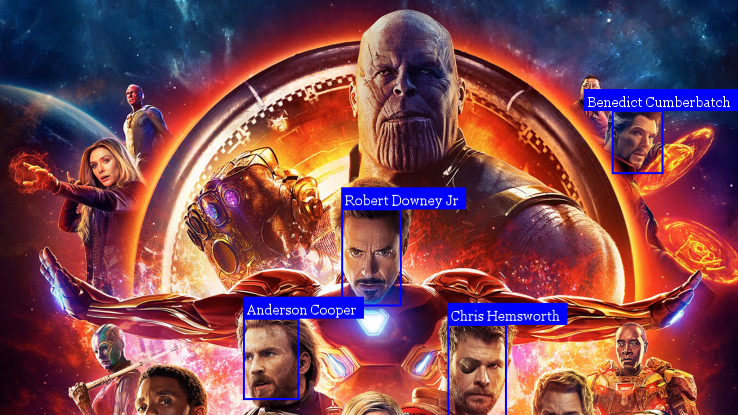 Benedict Cumberbatch
Robert Downey Jr
Anderson Cooper
Chris Hemsworth